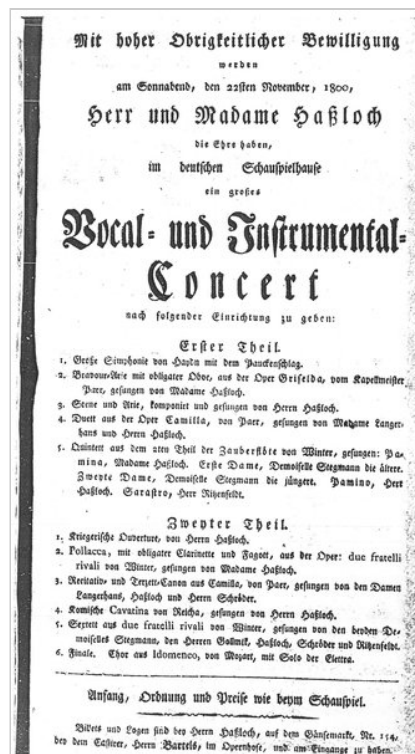 Mit hoher Obrigkeitlicher Bewilligung
werden
am Sonnabend, den 22sten November, 1800,
Herr und Madame Haßloch
die Ehre haben,
im deutschen Schauspielhause
ein großes
Vocal- und Instrumental-
Concert
nach folgender Einrichtung zu geben:
Erster Theil.
1. Große Simphonie von Haydn mit dem Pauckenschlag.
2. Bravour-Arie mit obligater Oboe, aus der Oper Griselda, vom Kapellmeister
Paer, gesungen von Madame Haßloch.
3. Scene und Arie, komponirt und gesungen von Herrn Haßloch.
4. Duett aus der Oper Camilla, von Paer, gesungen von Madame Langer-
hans und Herrn Haßloch.
5. Quintett aus dem 2ten Theil der Zauberflöte von Winter, gesungen: Pa-
mina, Madame Haßloch. Erste Dame, Demoiselle Stegmann die ältere.
Zweyte Dame, Demoiselle Stegmann die jüngere. Pamino, Herr
Haßloch. Sarastro, Herr Ritzenfeldt.
Zweyter Theil.
1. Kriegerische Ouverture, von Herrn Haßloch.
2. Pollacca, mit obligater Clarinette und Fagott, aus der Oper: due fratelli
rivali von Winter, gesungen von Madame Haßloch.
3. Recitativ- und Terzett-Canon aus Camilla, von Paer, gesungen von den Damen
Langerhans, Haßloch und Herrn Schröder.
4. Komische Cavatina von Reicha, gesungen von Herrn Haßloch.
5. Septett aus due fratelli rivali von Winter, gesungen von den beyden De-
moiselles Stegmann, den Herren Gollmick, Haßloch, Schröder und Ritzenfeldt.
6. Finale. Chor aus Idomeneo, von Mozart, mit Solo der Elettra.
Anfang, Ordnung und Preise wie beym Schauspiel.
Billets und Logen sind bey Herrn Haßloch, auf dem Gänsemarkt, Nr. 154,
bey dem Castirer, Herrn Bartels, im Opernhofe, und am Eingange zu haben.